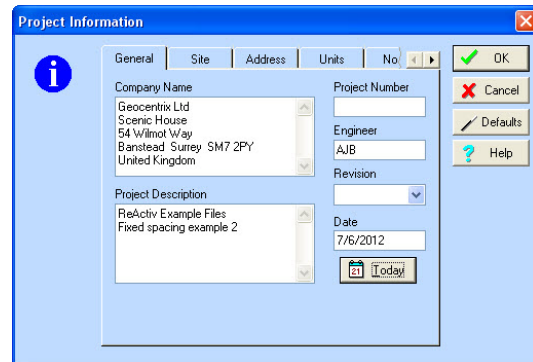 Project Information
General
Site
Address
Units
No
Company Name
Geocentrix Ltd
Scenic House
54 Wilmot Way
Banstead Surrey SM7 2PY
United Kingdom
Project Description
ReActiv Example Files
Fixed spacing example 2
Project Number
Engineer
AJB
Revision
Date
7/6/2012
21 Today
OK
Cancel
Defaults
Help